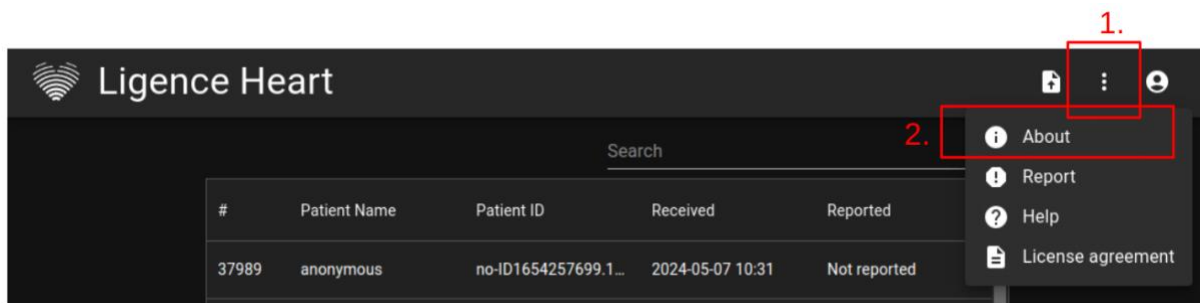 1.
Ligence Heart
2.
About
Search
Report
# Patient Name Patient ID Received Reported
Help
37989 anonymous no-ID1654257699.1... 2024-05-07 10:31 Not reported
License agreement